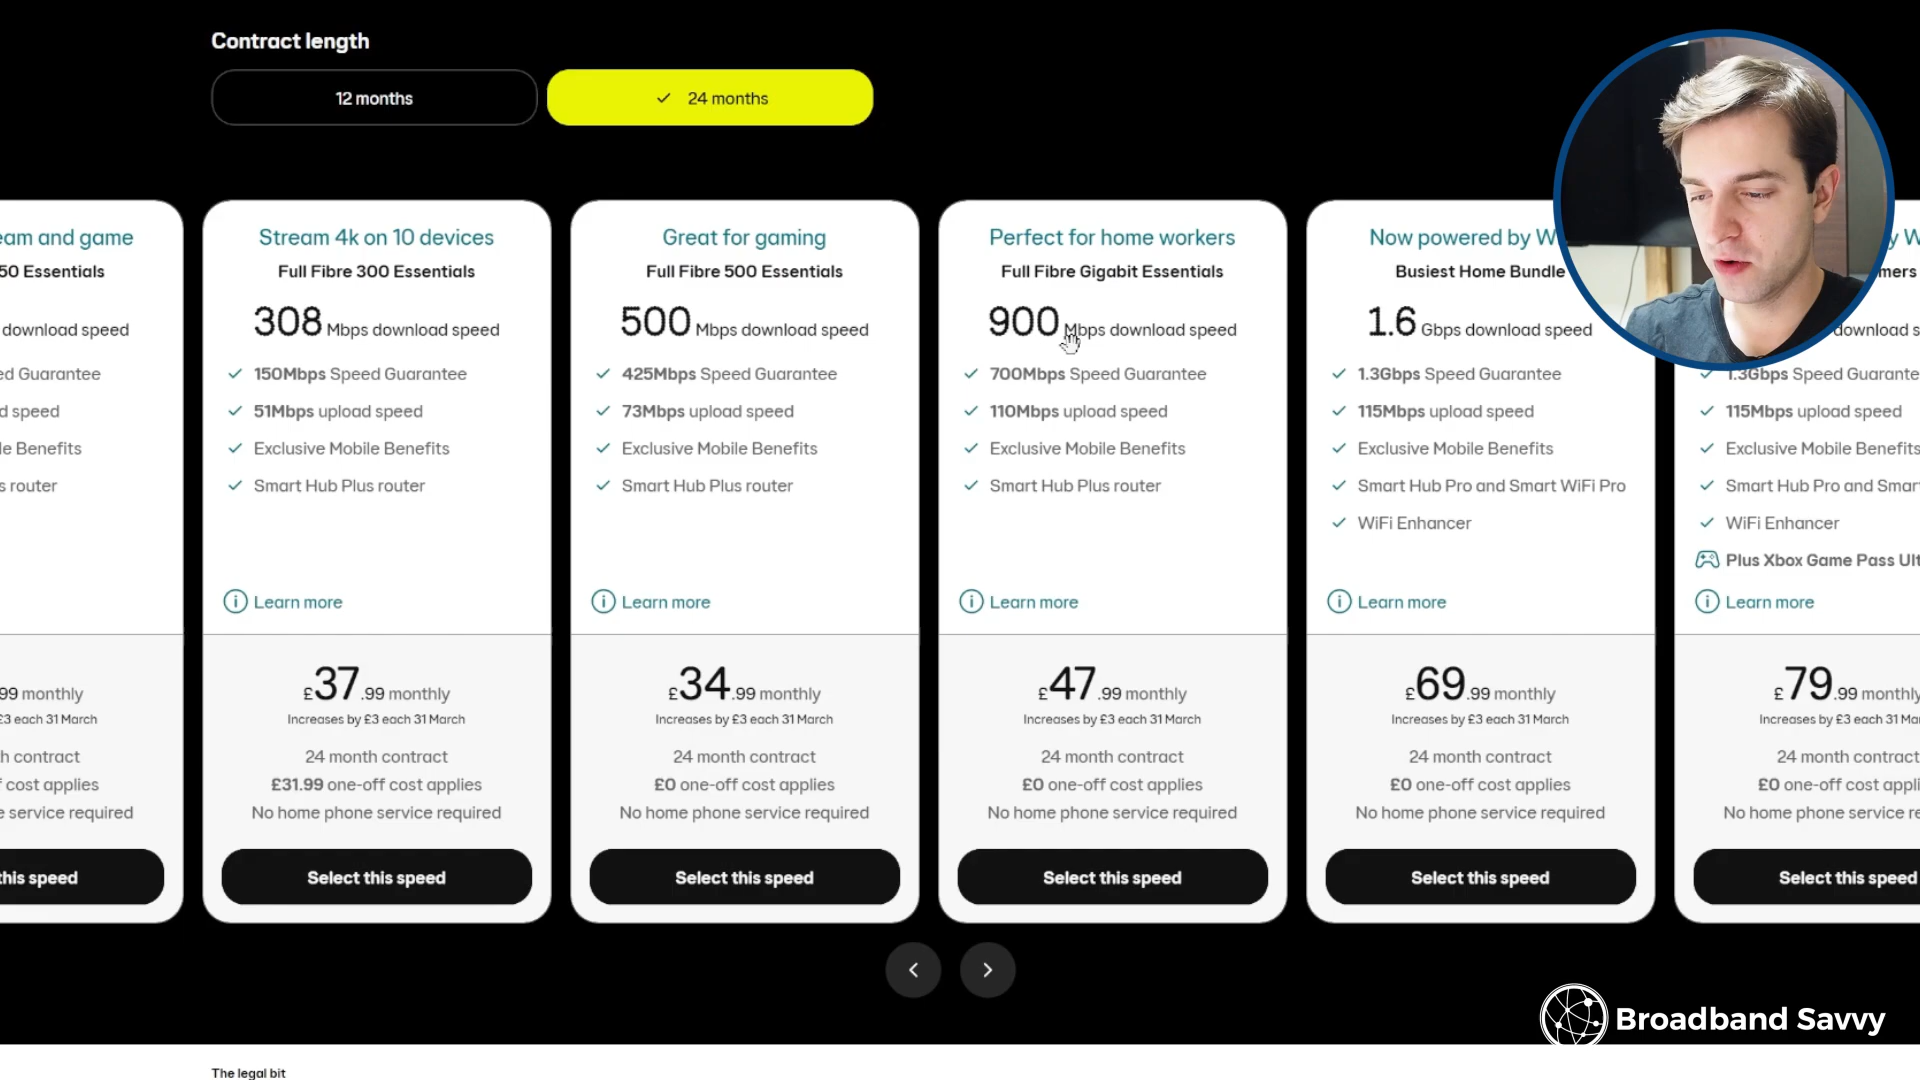 Contract length
12 months
24 months
eam and game
50 Essentials
download speed
ed Guarantee
d speed
le Benefits
s router
99 monthly
£3 each 31 March
h contract
f cost applies
e service required
this speed
Stream 4k on 10 devices
Full Fibre 300 Essentials
308 Mbps download speed
150Mbps Speed Guarantee
51Mbps upload speed
Exclusive Mobile Benefits
Smart Hub Plus router
Learn more
£37.99 monthly
Increases by £3 each 31 March
24 month contract
£31.99 one-off cost applies
No home phone service required
Select this speed
Great for gaming
Full Fibre 500 Essentials
500 Mbps download speed
425Mbps Speed Guarantee
73Mbps upload speed
Exclusive Mobile Benefits
Smart Hub Plus router
Learn more
£34.99 monthly
Increases by £3 each 31 March
24 month contract
£0 one-off cost applies
No home phone service required
Select this speed
Perfect for home workers
Full Fibre Gigabit Essentials
900 Mbps download speed
700Mbps Speed Guarantee
110Mbps upload speed
Exclusive Mobile Benefits
Smart Hub Plus router
Learn more
£47.99 monthly
Increases by £3 each 31 March
24 month contract
£0 one-off cost applies
No home phone service required
Select this speed
Now powered by W
Busiest Home Bundle
1.6 Gbps download speed
1.3Gbps Speed Guarantee
115Mbps upload speed
Exclusive Mobile Benefits
Smart Hub Pro and Smart WiFi Pro
WiFi Enhancer
Learn more
£69.99 monthly
Increases by £3 each 31 March
24 month contract
£0 one-off cost applies
No home phone service required
Select this speed
y W
mers
download s
1.3Gbps Speed Guarante
115Mbps upload speed
Exclusive Mobile Benefits
Smart Hub Pro and Smar
WiFi Enhancer
Plus Xbox Game Pass Ult
Learn more
£79.99 monthly
Increases by £3 each 31 Ma
24 month contract
£0 one-off cost appli
No home phone service re
Select this speed
Broadband Savvy
The legal bit